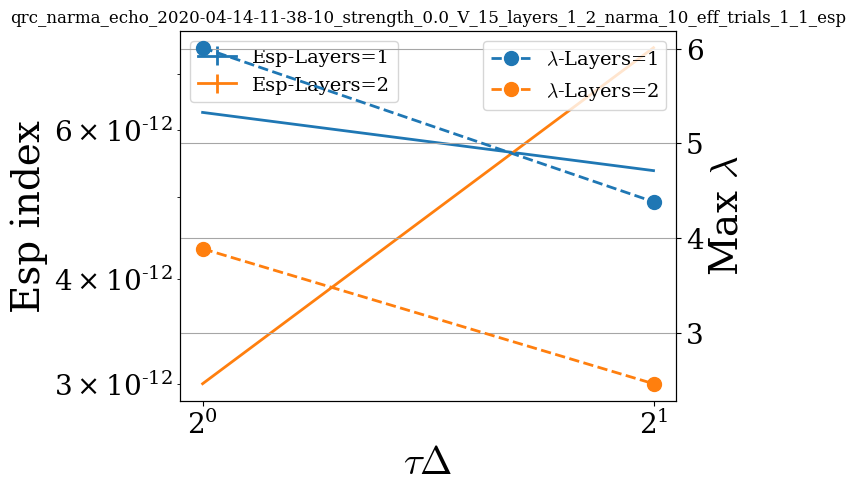 qrc_narma_echo_2020-04-14-11-38-10_strength_0.0_V_15_layers_1_2_narma_10_eff_trials_1_1_esp
Esp-Layers=1
Esp-Layers=2
λ-Layers=1
λ-Layers=2
Esp index
6 × 10⁻¹²
4 × 10⁻¹²
3 × 10⁻¹²
6
5
4
3
Max λ
2⁰
2¹
τΔ